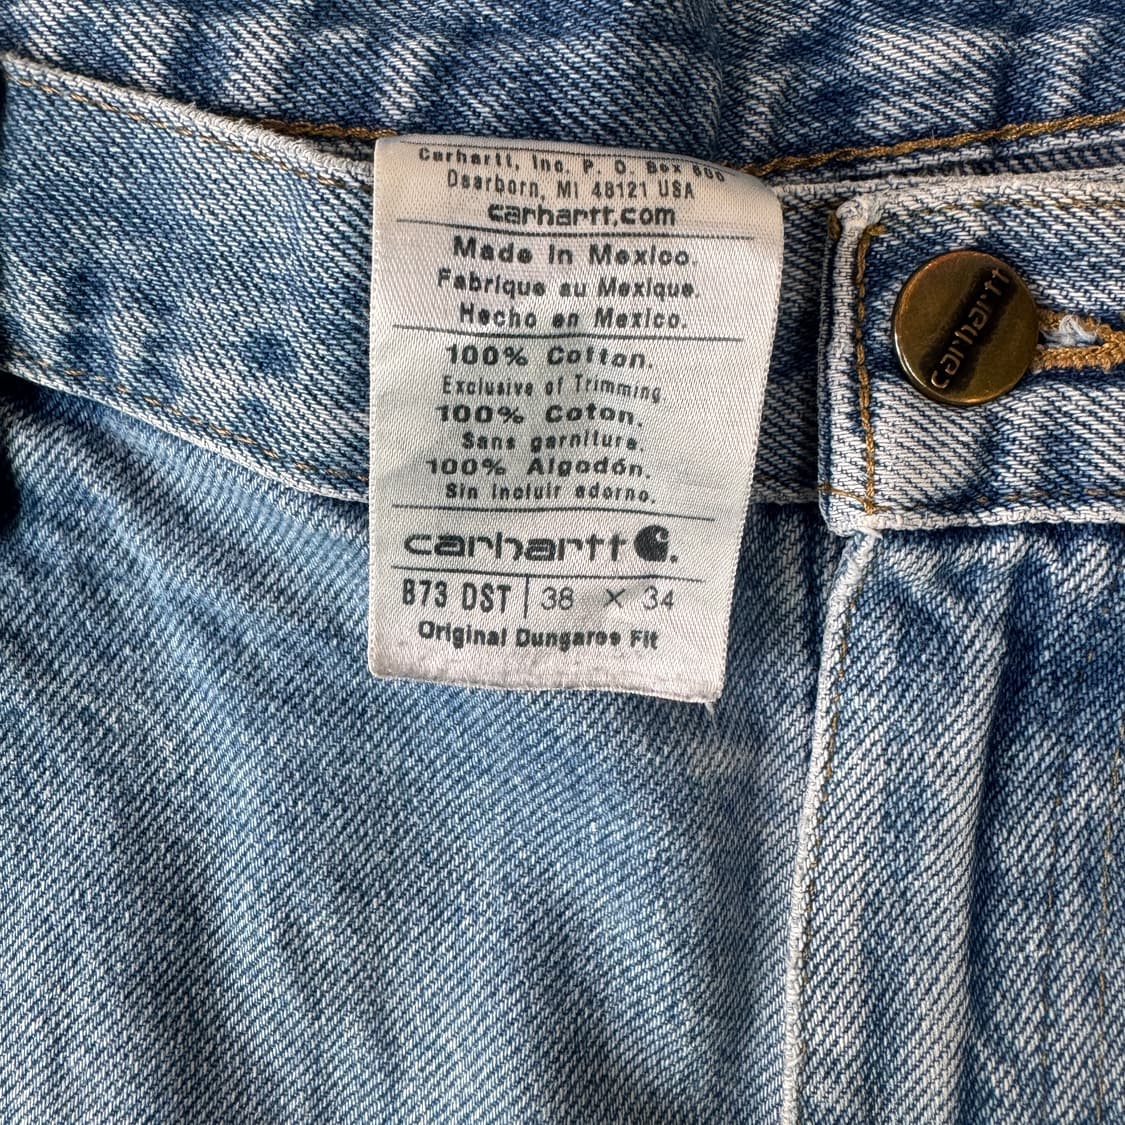 Carhartt, Inc. P. O. Box 600
Dearborn, MI 48121 USA
carhartt.com
Made in Mexico.
Fabrique au Mexique.
Hecho en Mexico.
100% Cotton.
Exclusive of Trimming
100% Coton.
Sans garniture.
100% Algodón.
Sin incluir adorno.
carhartt
B73 DST 38 X 34
Original Dungaree Fit
carhartt